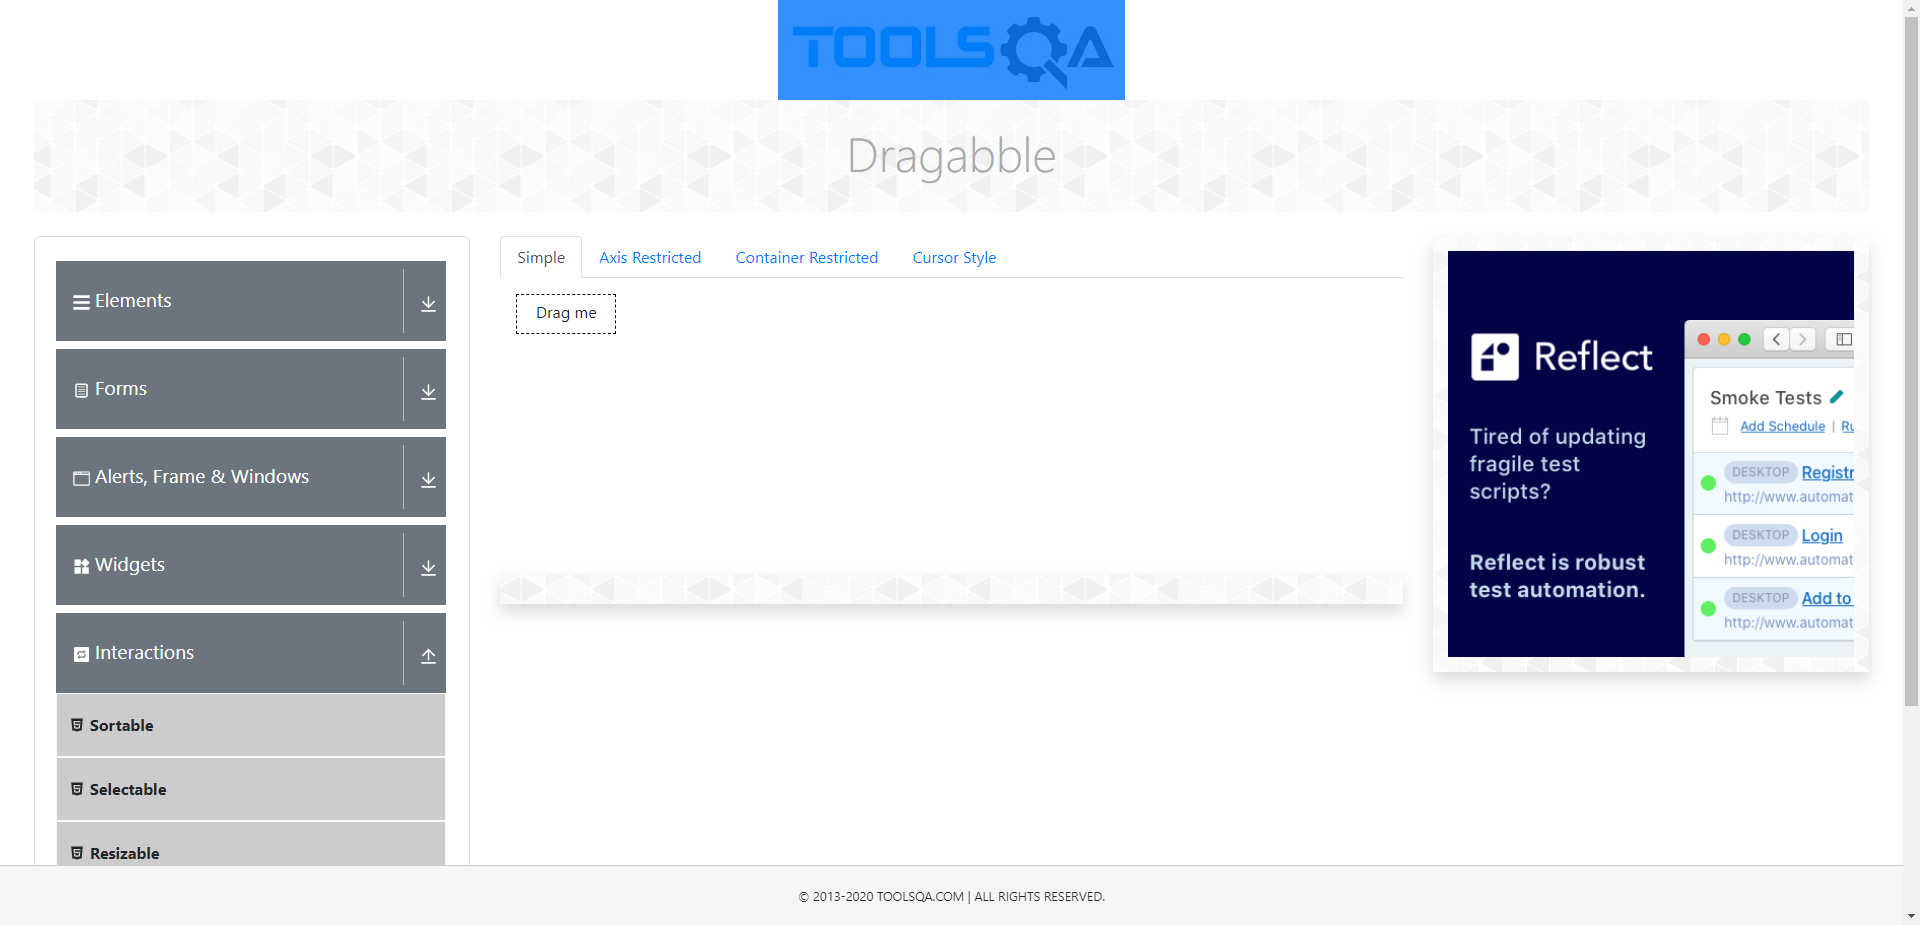 TOOLSQA
Dragabble
Elements
Forms
Alerts, Frame & Windows
Widgets
Interactions
Sortable
Selectable
Resizable
Simple
Axis Restricted
Container Restricted
Cursor Style
Drag me
Reflect
Tired of updating
fragile test
scripts?
Reflect is robust
test automation.
Smoke Tests
Add Schedule | Ru
DESKTOP Registr
http://www.automat
DESKTOP Login
http://www.automat
DESKTOP Add to
http://www.automat
© 2013-2020 TOOLSQA.COM | ALL RIGHTS RESERVED.